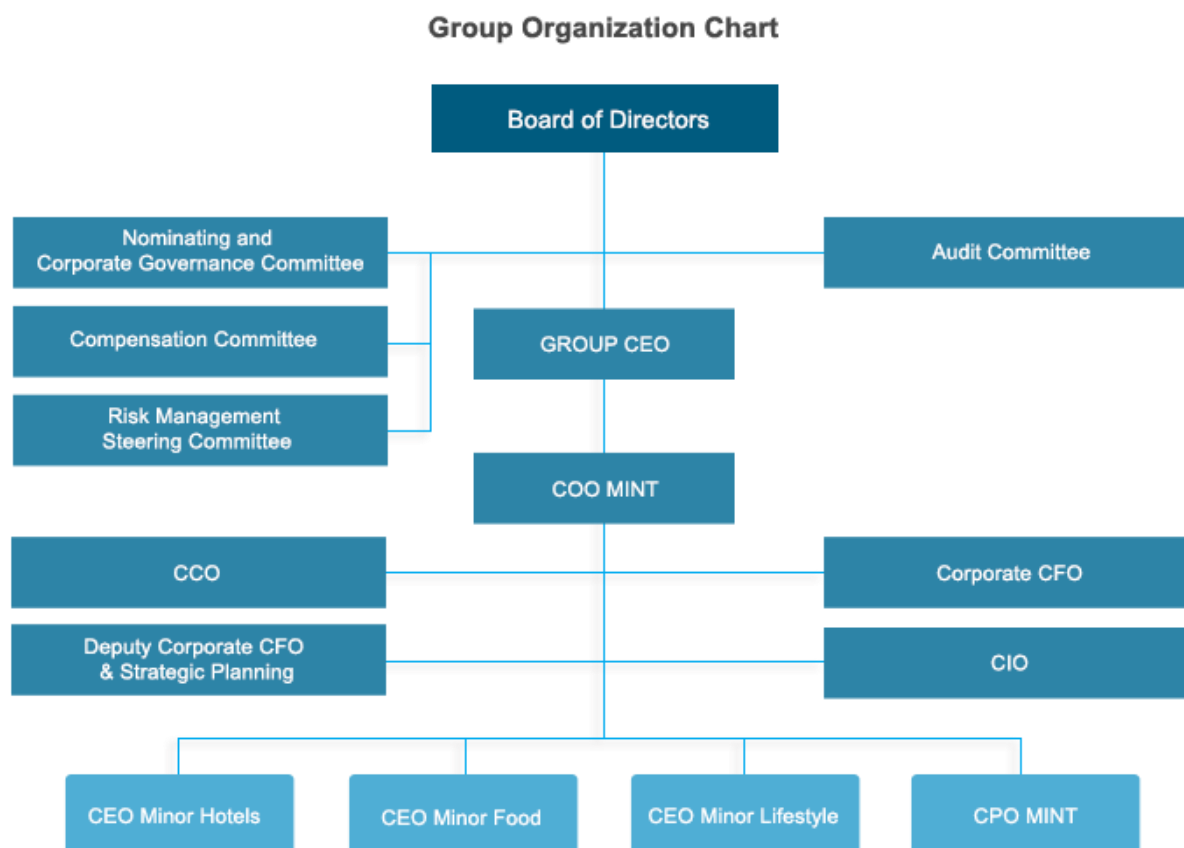 Group Organization Chart
Board of Directors
Nominating and
Corporate Governance Committee
Audit Committee
Compensation Committee
GROUP CEO
Risk Management
Steering Committee
COO MINT
CCO
Corporate CFO
Deputy Corporate CFO
& Strategic Planning
CIO
CEO Minor Hotels
CEO Minor Food
CEO Minor Lifestyle
CPO MINT